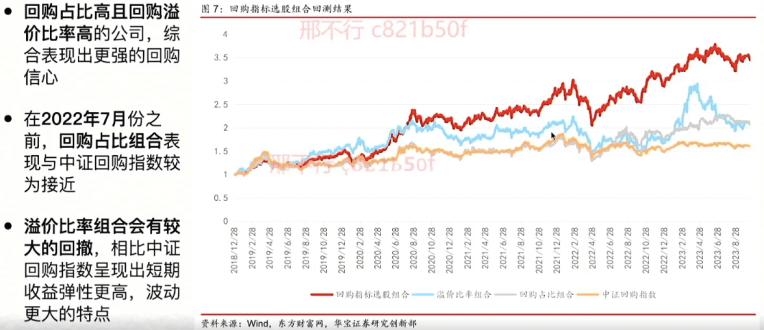 ● 回购占比高且回购溢
价比率高的公司，综
合表现出更强的回购
信心
● 在2022年7月份之
前，回购占比组合表
现与中证回购指数较
为接近
● 溢价比率组合会有较
大的回撤，相比中证
回购指数呈现出短期
收益弹性更高，波动
更大的特点
图 7：回购指标选股组合回测结果
邢不行 c821b50f
4
3.5
3
2.5
2
1.5
1
0.5
0
邢不行 c821b50f
2018/12/28
2019/2/28
2019/4/28
2019/6/28
2019/8/28
2019/10/28
2019/12/28
2020/2/28
2020/4/28
2020/6/28
2020/8/28
2020/10/28
2020/12/28
2021/2/28
2021/4/28
2021/6/28
2021/8/28
2021/10/28
2021/12/28
2022/2/28
2022/4/28
2022/6/28
2022/8/28
2022/10/28
2022/12/28
2023/2/28
2023/4/28
2023/6/28
2023/8/28
回购指标选股组合 溢价比率组合 回购占比组合 中证回购指数
资料来源：Wind，东方财富网，华宝证券研究创新部